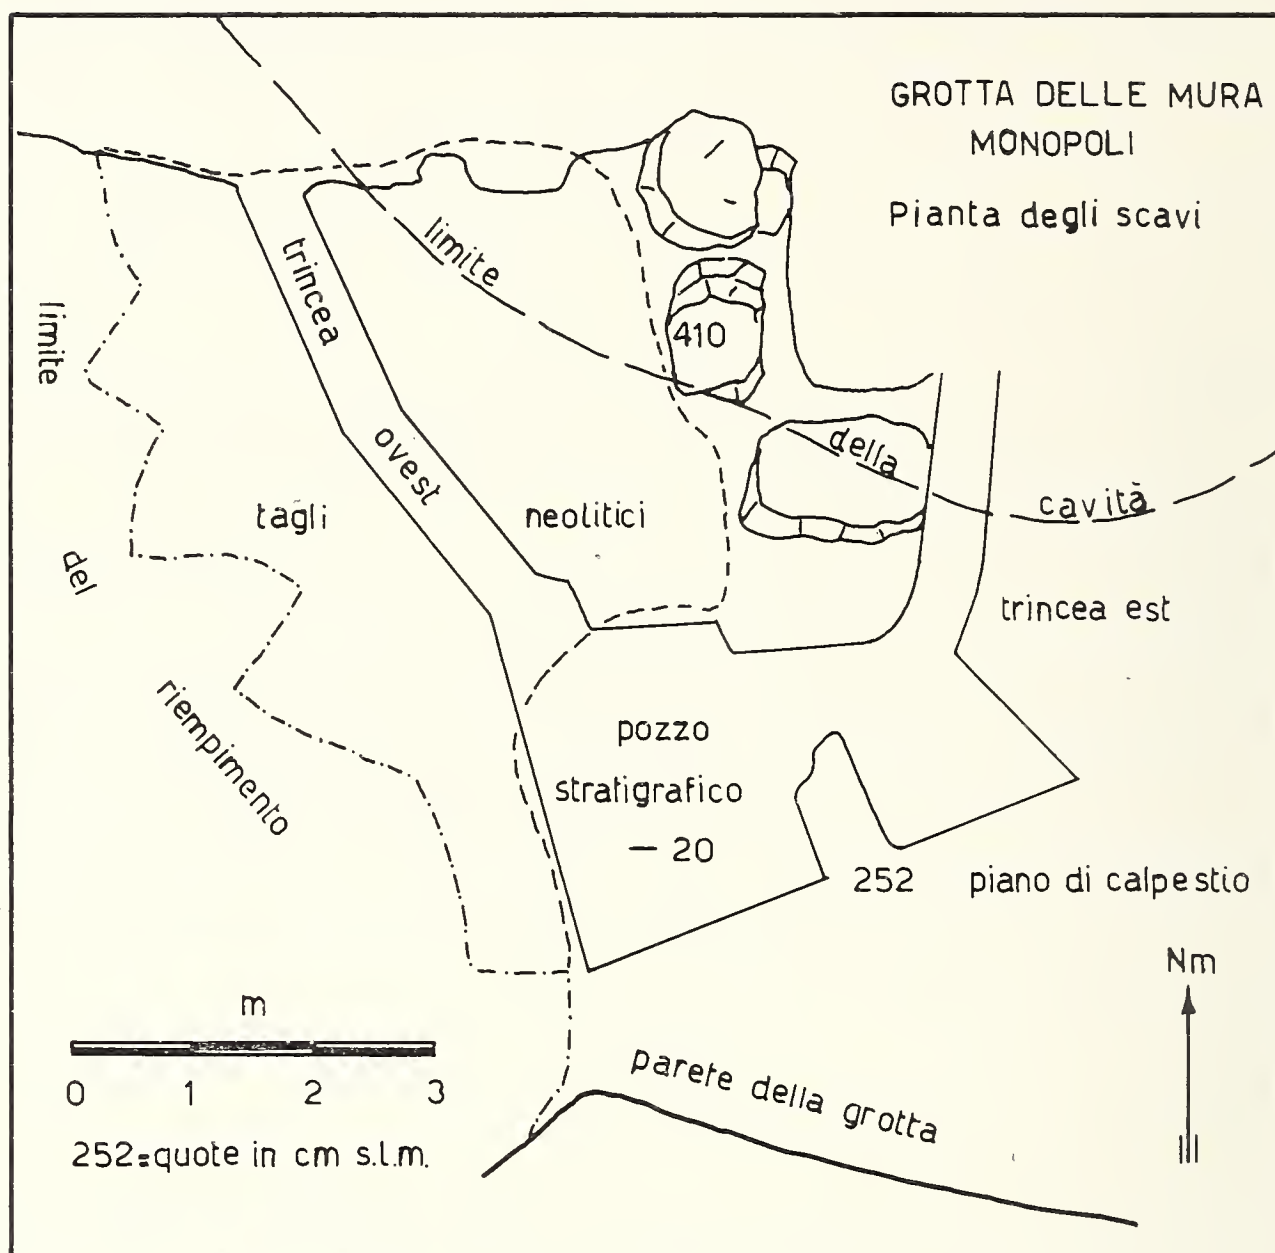 GROTTA DELLE MURA
MONOPOLI
Pianta degli scavi
limite
della
cavità
trincea
ovest
410
limite
del
riempimento
tagli
neolitici
trincea est
pozzo
stratigrafico
— 20
252 piano di calpestio
Nm
m
0 1 2 3
252=quote in cm s.l.m.
parete della grotta